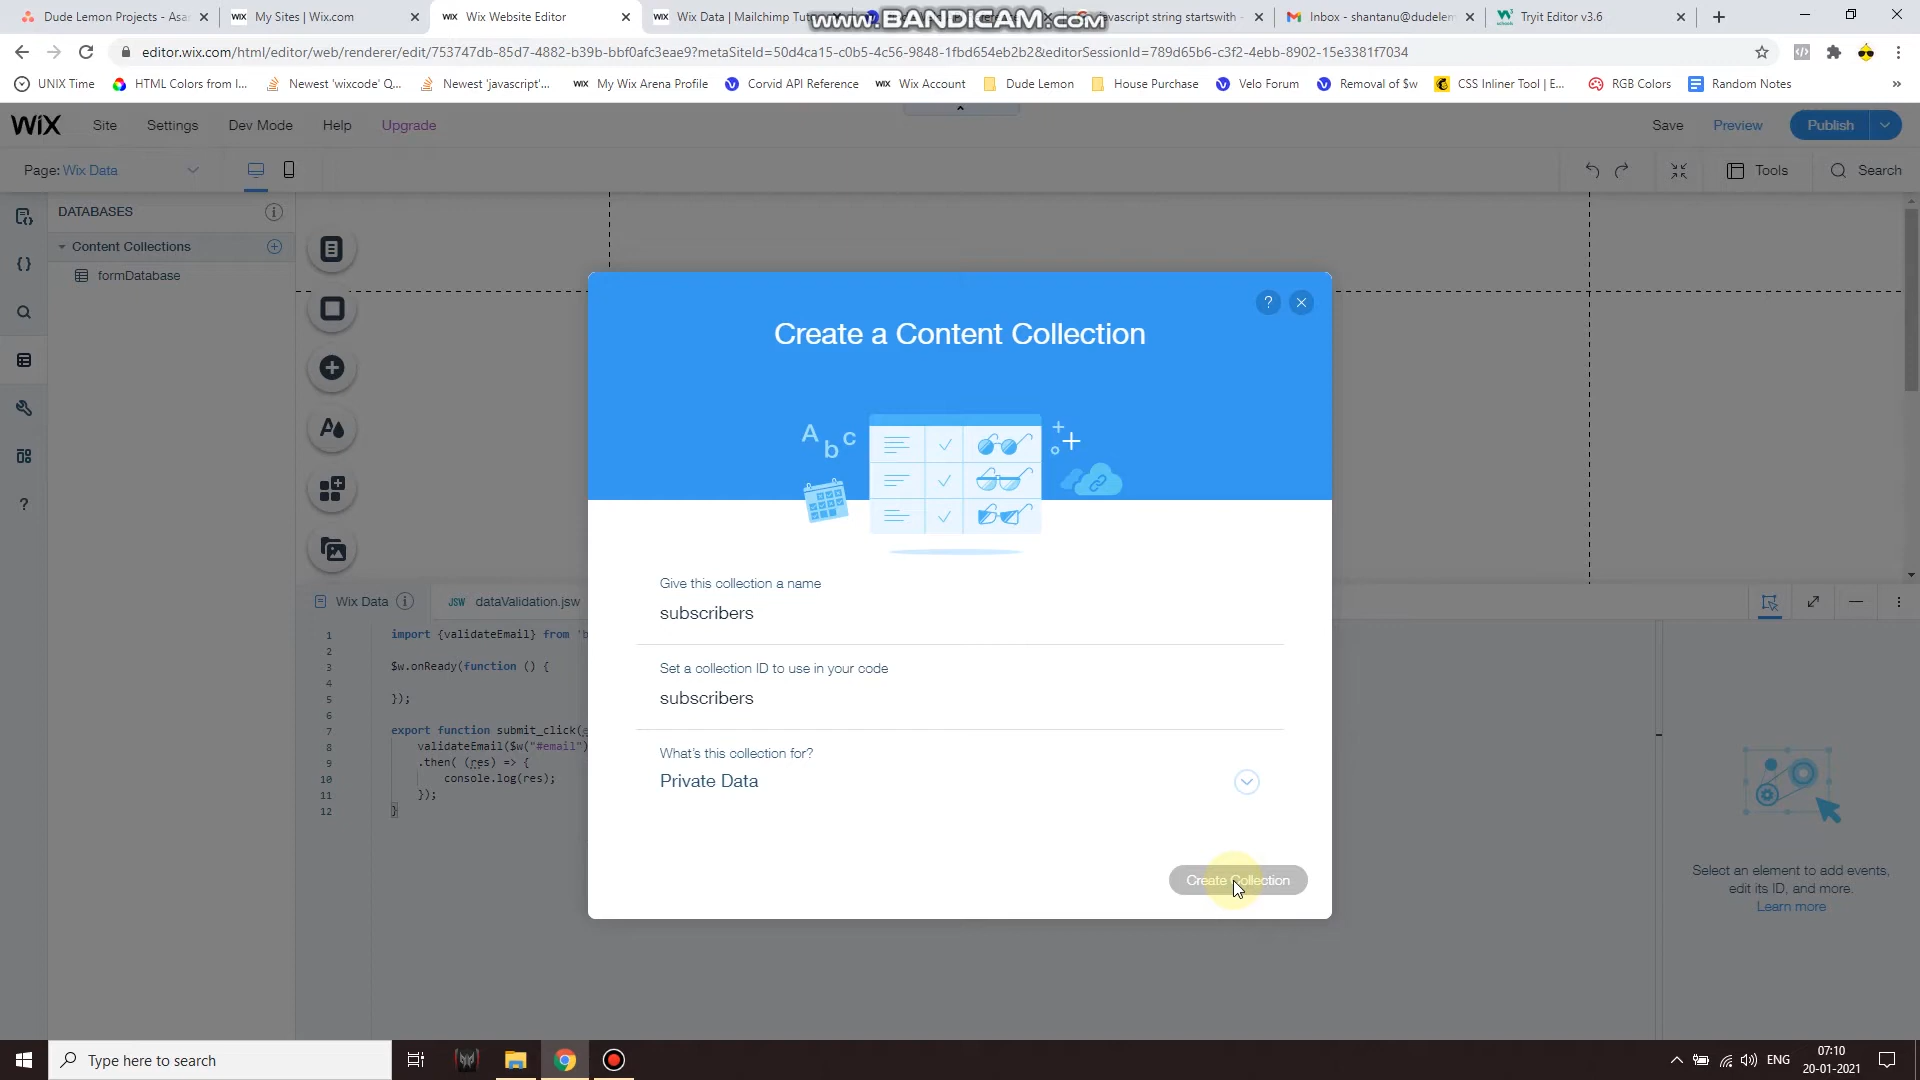 Dude Lemon Projects - Asa
My Sites | Wix.com
Wix Website Editor
Wix Data | Mailchimp Tut
javascript string startswith -
Inbox - shantanu@dudelem
Tryit Editor v3.6
www.BANDICAM.com
editor.wix.com/html/editor/web/renderer/edit/753747db-85d7-4882-b39b-bbf0afc3eae9?metaSiteId=50d4ca15-c0b5-4c56-9848-1fbd654eb2b2&editorSessionId=789d65b6-c3f2-4ebb-8902-15e3381f7034
UNIX Time
HTML Colors from I...
Newest 'wixcode' Q...
Newest 'javascript'...
WIX My Wix Arena Profile
Corvid API Reference
WIX Wix Account
Dude Lemon
House Purchase
Velo Forum
Removal of $w
CSS Inliner Tool | E...
RGB Colors
Random Notes
»
WIX
Site
Settings
Dev Mode
Help
Upgrade
Save
Preview
Publish
Page: Wix Data
Tools
Search
DATABASES
Content Collections
formDatabase
Create a Content Collection
A b c
Give this collection a name
subscribers
Set a collection ID to use in your code
subscribers
What's this collection for?
Private Data
Create Collection
Wix Data
JSW dataValidation.jsw
1 import {validateEmail} from 'b
2
3 $w.onReady(function () {
4
5 });
6
7 export function submit_click(e
8 validateEmail($w("#email")
9 .then( (res) => {
10 console.log(res);
11 });
12 }
Select an element to add events,
edit its ID, and more.
Learn more
Type here to search
ENG
07:10
20-01-2021